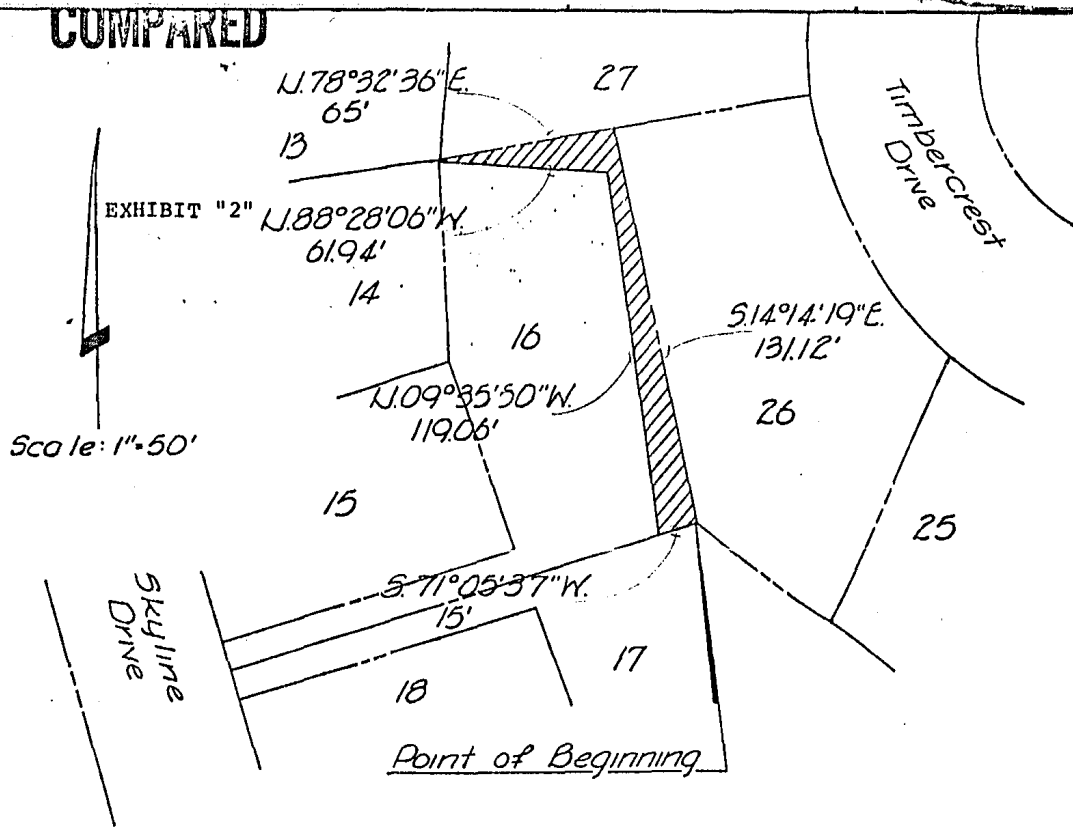 COMPARED
N.78°32'36"E.
65'
27
13
Timbercrest
Drive
EXHIBIT "2"
N.88°28'06"W.
61.94'
14
16
S.14°14'19"E.
131.12'
N.09°35'50"W.
119.06'
26
Scale: 1"=50'
15
25
S.71°05'37"W.
15'
Skyline
Drive
17
18
Point of Beginning